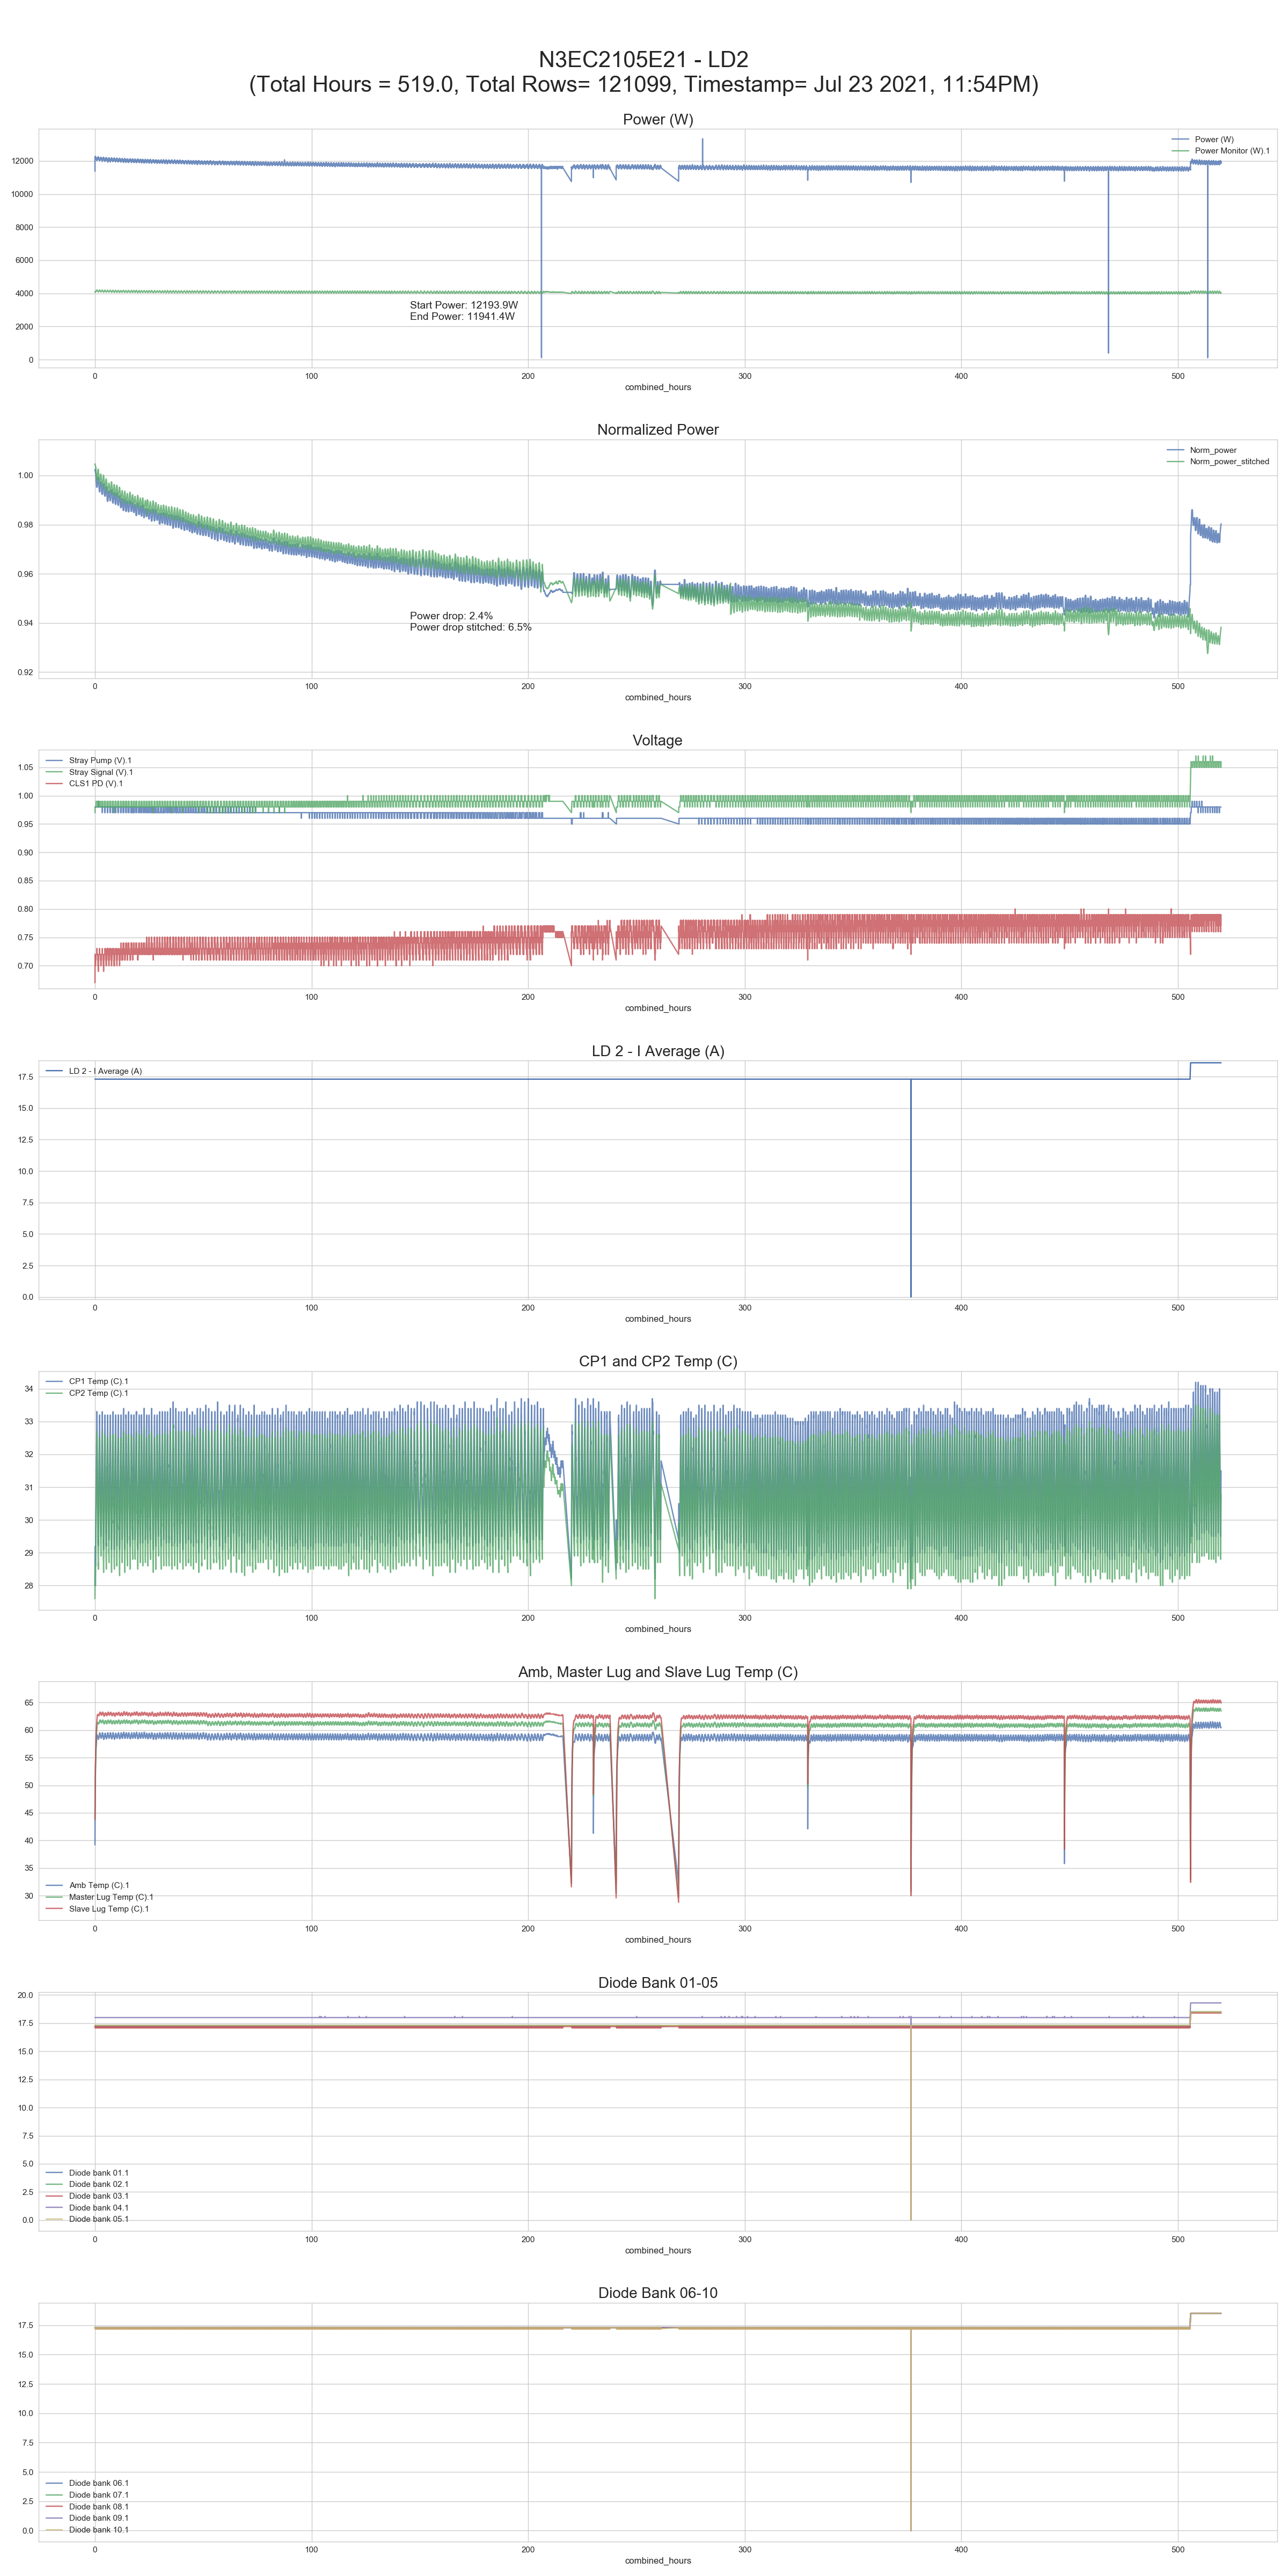 N3EC2105E21 - LD2
(Total Hours = 519.0, Total Rows= 121099, Timestamp= Jul 23 2021, 11:54PM)
Power (W)
Power (W)
Power Monitor (W).1
12000
10000
8000
6000
4000
2000
0
Start Power: 12193.9W
End Power: 11941.4W
0 100 200 300 400 500
combined_hours
Normalized Power
Norm_power
Norm_power_stitched
1.00
0.98
0.96
0.94
0.92
Power drop: 2.4%
Power drop stitched: 6.5%
0 100 200 300 400 500
combined_hours
Voltage
Stray Pump (V).1
Stray Signal (V).1
CLS1 PD (V).1
1.05
1.00
0.95
0.90
0.85
0.80
0.75
0.70
0 100 200 300 400 500
combined_hours
LD 2 - I Average (A)
LD 2 - I Average (A)
17.5
15.0
12.5
10.0
7.5
5.0
2.5
0.0
0 100 200 300 400 500
combined_hours
CP1 and CP2 Temp (C)
CP1 Temp (C).1
CP2 Temp (C).1
34
33
32
31
30
29
28
0 100 200 300 400 500
combined_hours
Amb, Master Lug and Slave Lug Temp (C)
65
60
55
50
45
40
35
30
Amb Temp (C).1
Master Lug Temp (C).1
Slave Lug Temp (C).1
0 100 200 300 400 500
combined_hours
Diode Bank 01-05
20.0
17.5
15.0
12.5
10.0
7.5
5.0
2.5
0.0
Diode bank 01.1
Diode bank 02.1
Diode bank 03.1
Diode bank 04.1
Diode bank 05.1
0 100 200 300 400 500
combined_hours
Diode Bank 06-10
17.5
15.0
12.5
10.0
7.5
5.0
2.5
0.0
Diode bank 06.1
Diode bank 07.1
Diode bank 08.1
Diode bank 09.1
Diode bank 10.1
0 100 200 300 400 500
combined_hours